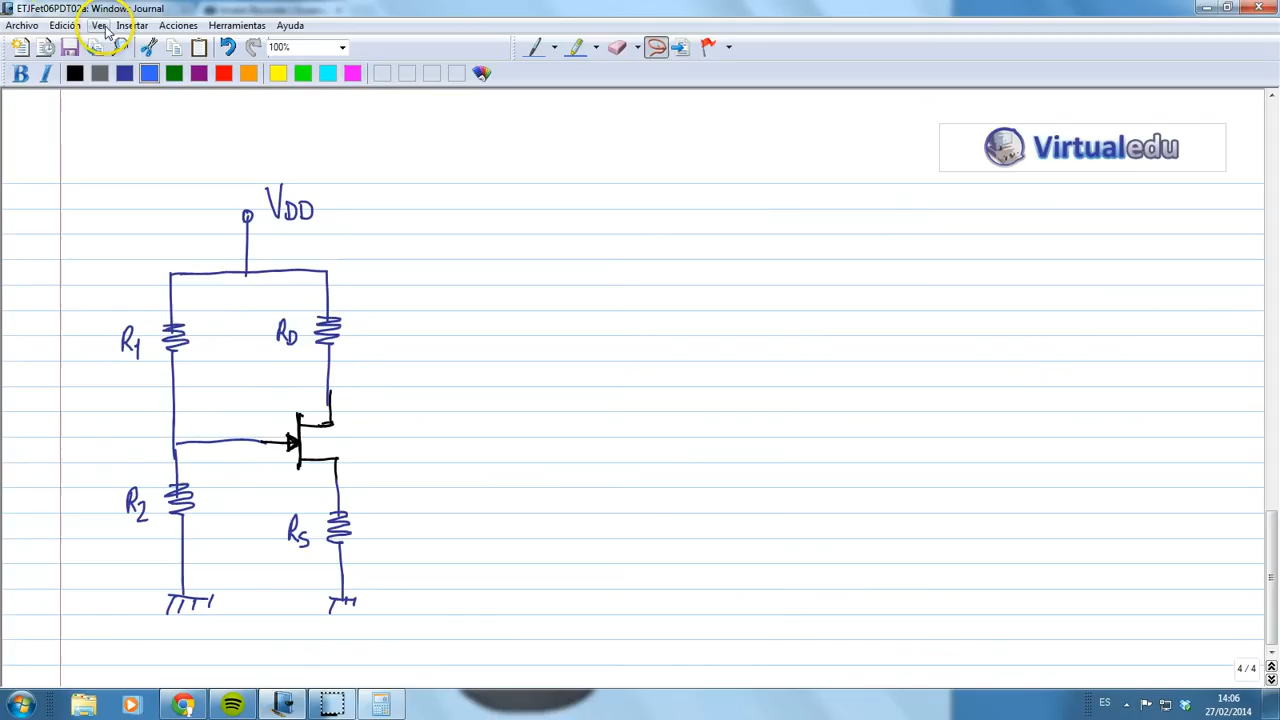 ETJFet06PDT02a: Windows Journal
Archivo Edición Ver Insertar Acciones Herramientas Ayuda
100%
B I
Virtualedu
VDD
R1
RD
R2
RS
4 / 4
ES
14:06
27/02/2014